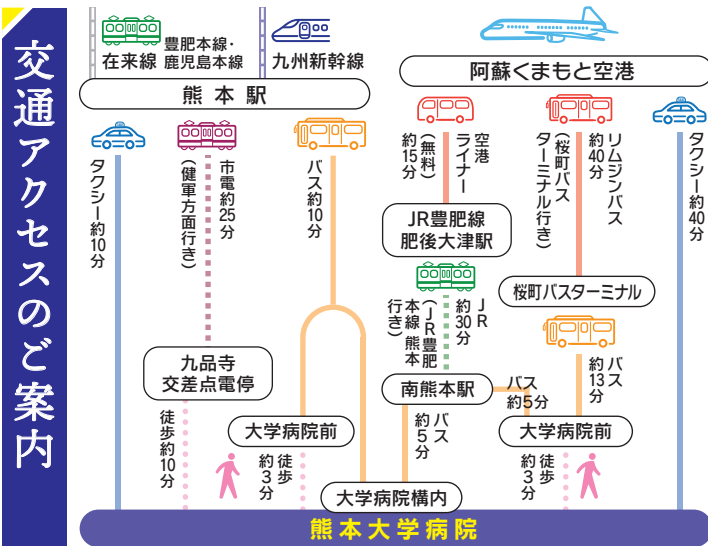 交通アクセスのご案内
在来線
豊肥本線・
鹿児島本線
九州新幹線
熊本駅
タクシー約10分
市電約25分
(健軍方面行き)
バス約10分
九品寺
交差点電停
徒歩約10分
大学病院前
徒歩
約3分
阿蘇くまもと空港
空港
ライナー
(無料)
約15分
リムジンバス
約40分
(桜町バス
ターミナル行き)
タクシー約40分
JR豊肥線
肥後大津駅
JR
約30分
(JR豊肥
本線 熊本
行き)
桜町バスターミナル
バス
約13分
南熊本駅
バス
約5分
バス
約5分
大学病院前
徒歩
約3分
大学病院構内
熊本大学病院